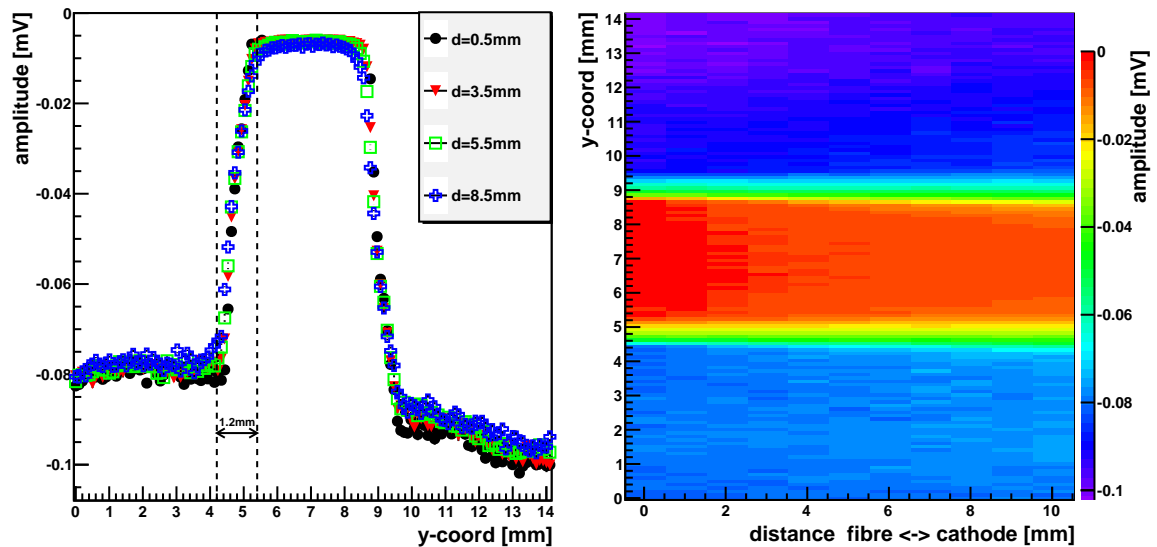 amplitude [mV]
0
-0.02
-0.04
-0.06
-0.08
-0.1
d=0.5mm
d=3.5mm
d=5.5mm
d=8.5mm
1.2mm
0 1 2 3 4 5 6 7 8 9 10 11 12 13 14
y-coord [mm]
y-coord [mm]
14
13
12
11
10
9
8
7
6
5
4
3
2
1
0
0 2 4 6 8 10
distance fibre <-> cathode [mm]
0
-0.02
-0.04
-0.06
-0.08
-0.1
amplitude [mV]